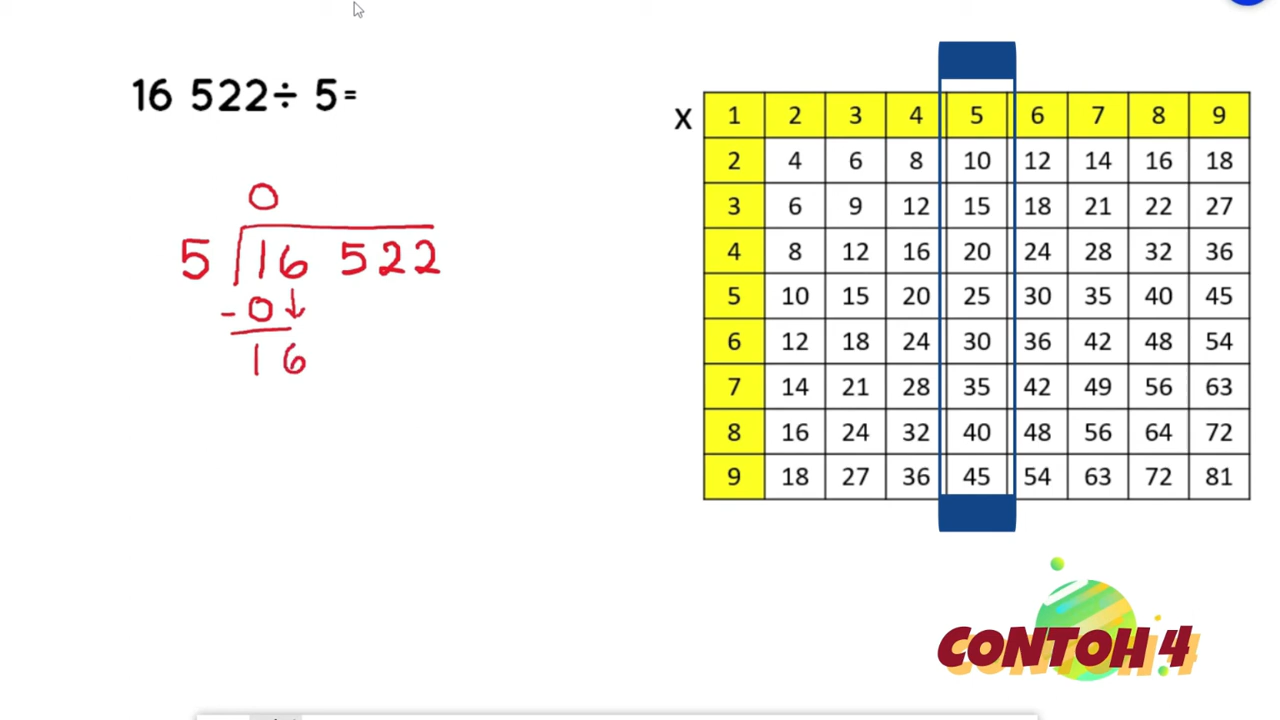 16 522÷ 5=
0
5 16 522
- 0 ↓
1 6
X 1 2 3 4 5 6 7 8 9
2 4 6 8 10 12 14 16 18
3 6 9 12 15 18 21 22 27
4 8 12 16 20 24 28 32 36
5 10 15 20 25 30 35 40 45
6 12 18 24 30 36 42 48 54
7 14 21 28 35 42 49 56 63
8 16 24 32 40 48 56 64 72
9 18 27 36 45 54 63 72 81
CONTOH 4